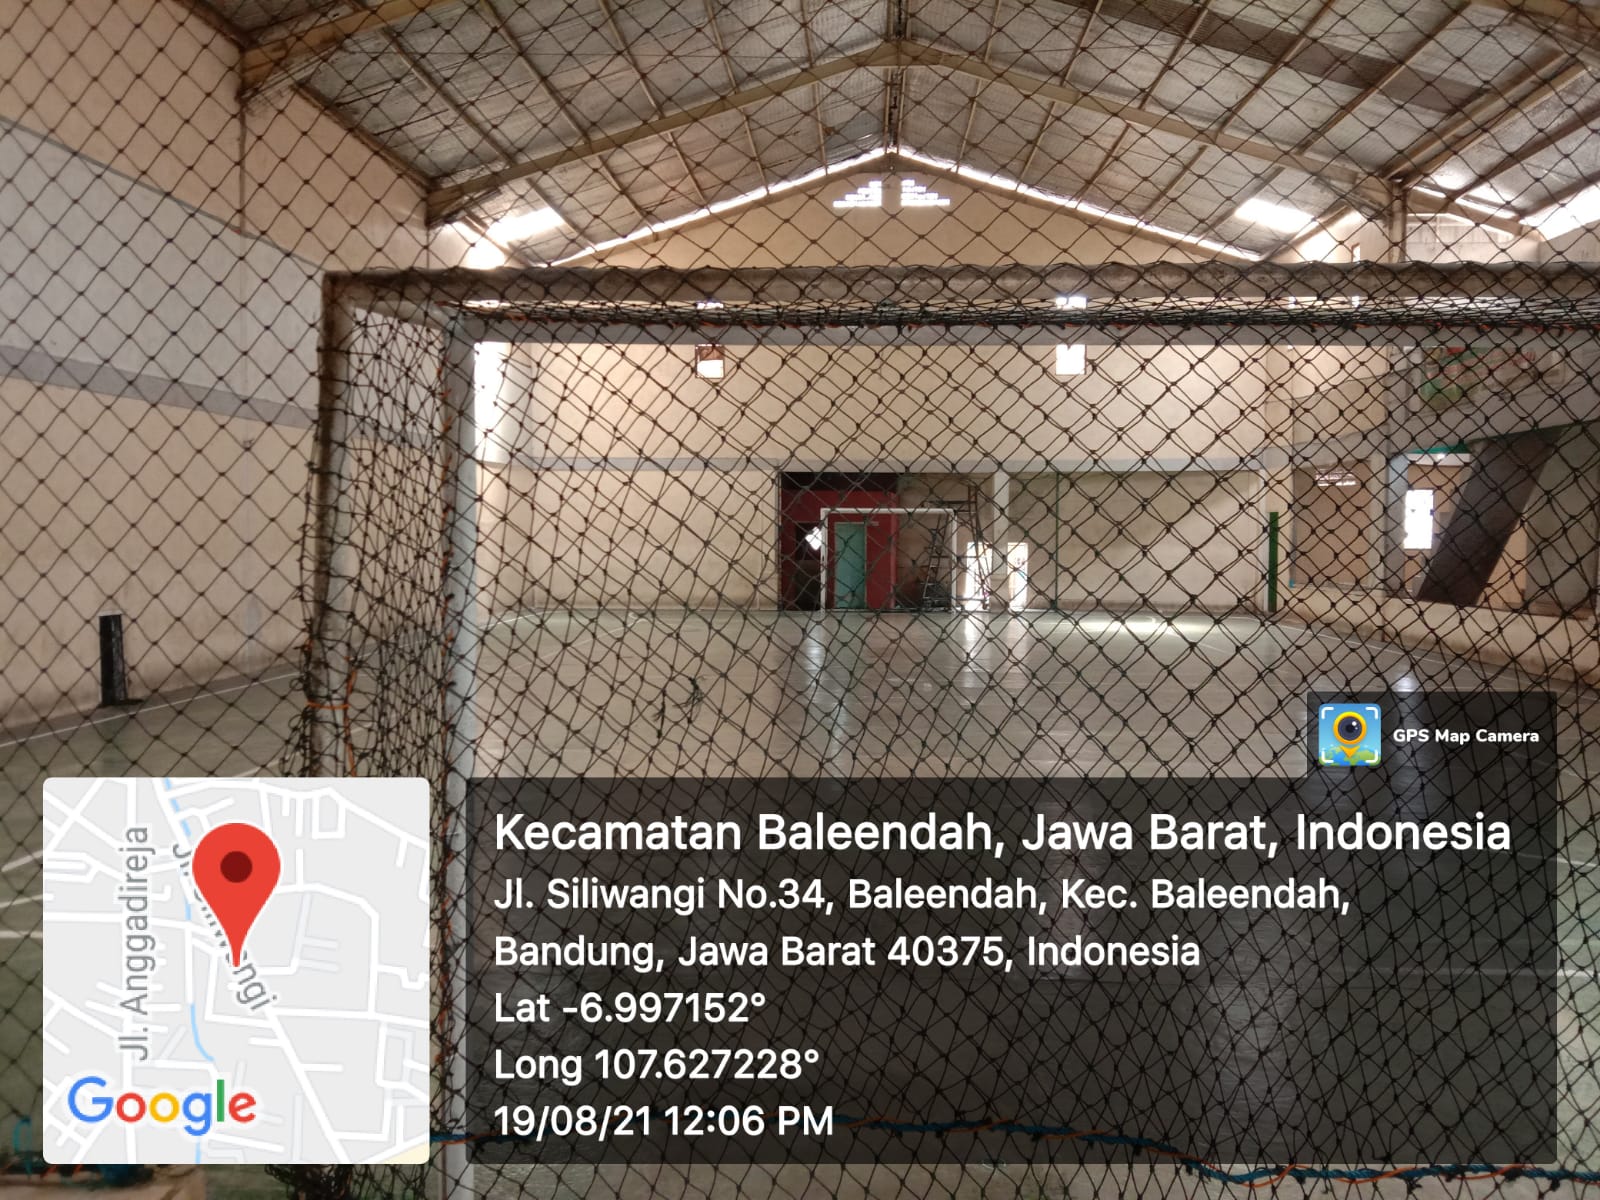 GPS Map Camera
Kecamatan Baleendah, Jawa Barat, Indonesia
Jl. Siliwangi No.34, Baleendah, Kec. Baleendah,
Bandung, Jawa Barat 40375, Indonesia
Lat -6.997152°
Long 107.627228°
19/08/21 12:06 PM
Jl. Anggadireja
Google